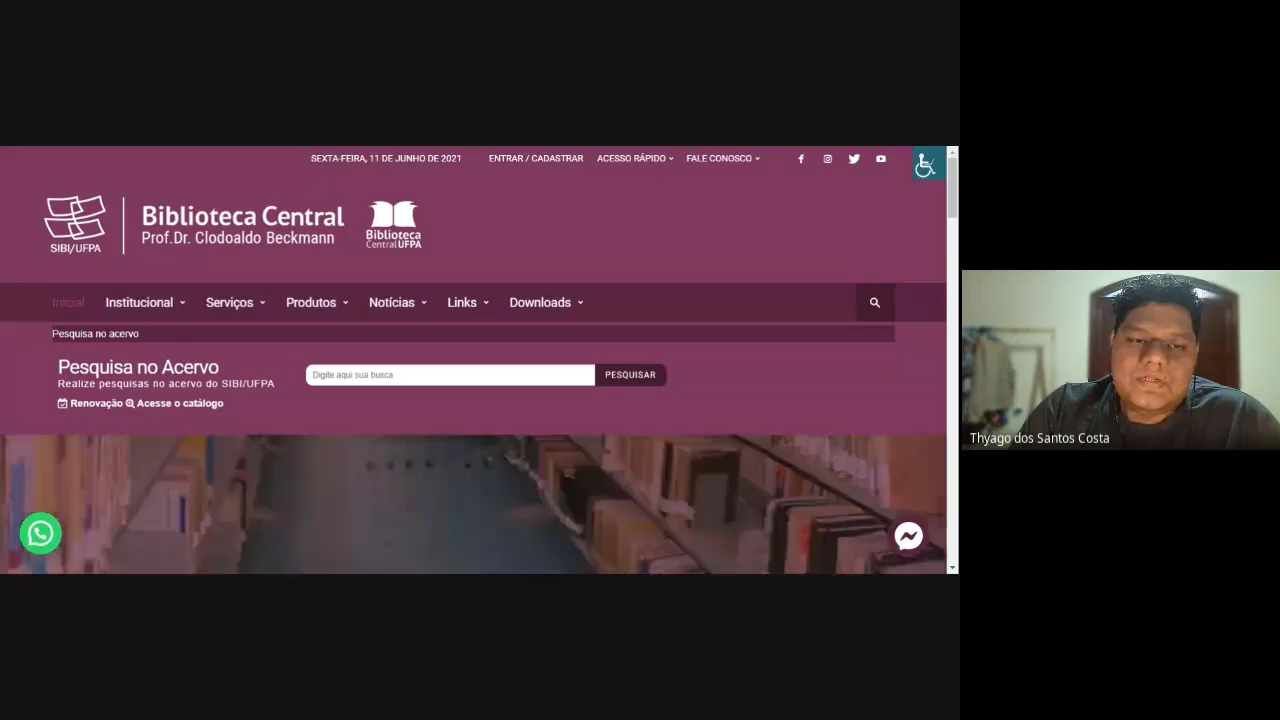 SEXTA-FEIRA, 11 DE JUNHO DE 2021 ENTRAR / CADASTRAR ACESSO RÁPIDO FALE CONOSCO
SIBI/UFPA
Biblioteca Central
Prof.Dr. Clodoaldo Beckmann
Biblioteca
Central UFPA
Inicial Institucional Serviços Produtos Notícias Links Downloads
Pesquisa no acervo
Pesquisa no Acervo
Realize pesquisas no acervo do SIBI/UFPA
Digite aqui sua busca PESQUISAR
Renovação Acesse o catálogo
Thyago dos Santos Costa